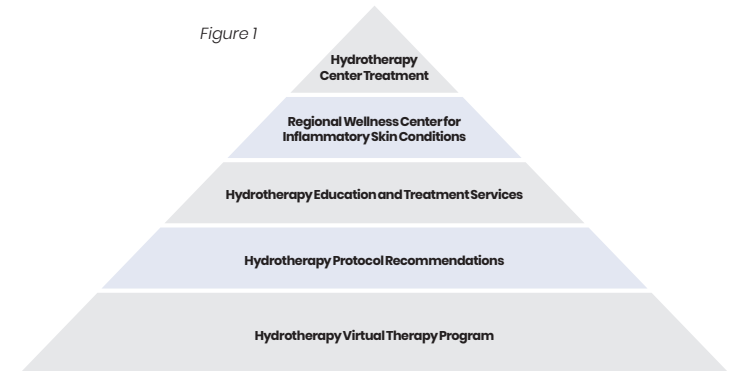 Figure 1
Hydrotherapy
Center Treatment
Regional Wellness Center for
Inflammatory Skin Conditions
Hydrotherapy Education and Treatment Services
Hydrotherapy Protocol Recommendations
Hydrotherapy Virtual Therapy Program